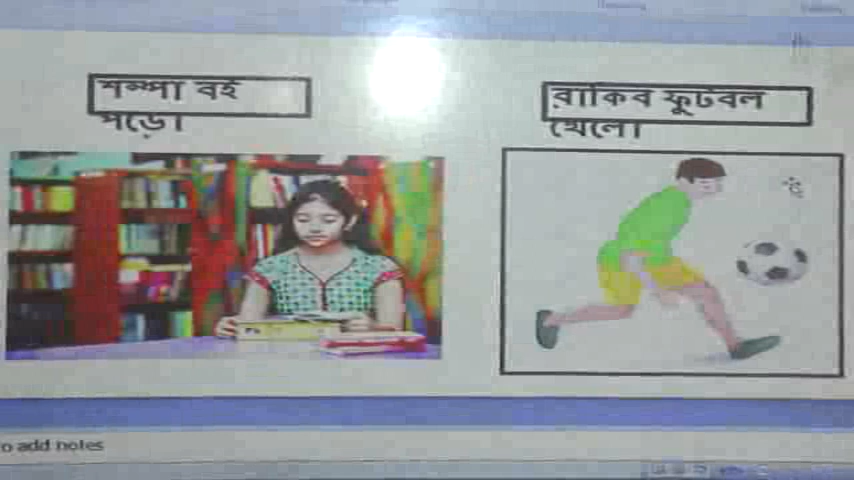 শম্পা বই
পড়ে।
রাকিব ফুটবল
খেলে।
o add notes